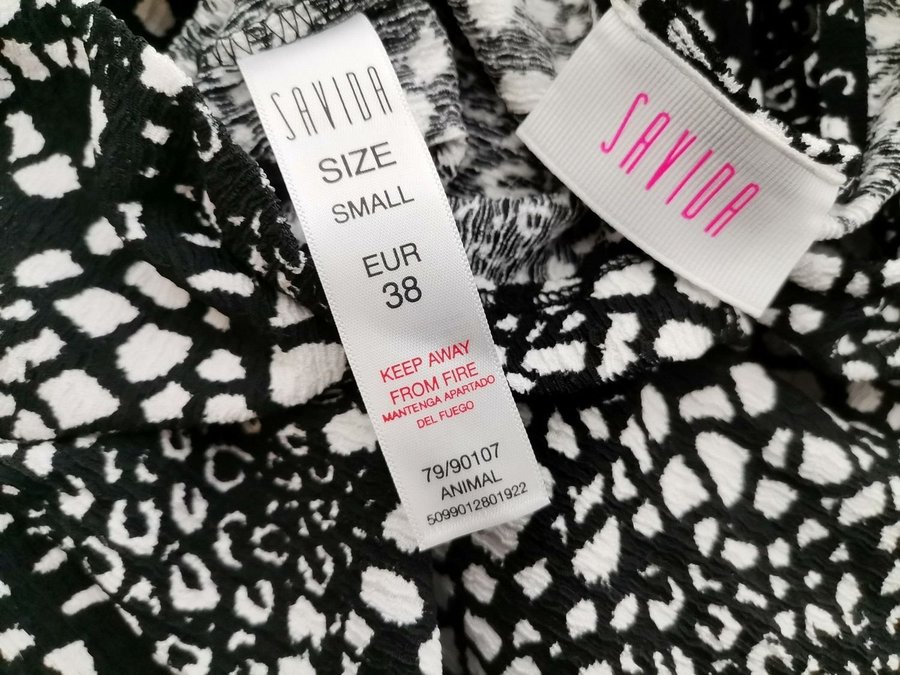 SAVIDA
SIZE
SMALL
EUR
38
KEEP AWAY
FROM FIRE
MANTENGA APARTADO
DEL FUEGO
79/90107
ANIMAL
5099012801922
SAVIDA